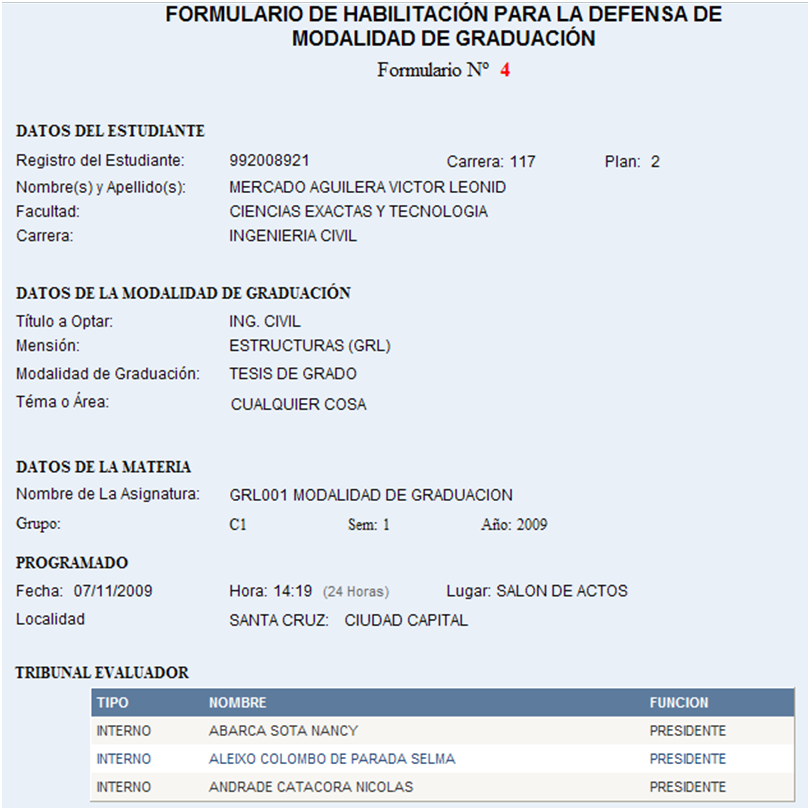 FORMULARIO DE HABILITACIÓN PARA LA DEFENSA DE
MODALIDAD DE GRADUACIÓN
Formulario Nº 4
DATOS DEL ESTUDIANTE
Registro del Estudiante: 992008921 Carrera: 117 Plan: 2
Nombre(s) y Apellido(s): MERCADO AGUILERA VICTOR LEONID
Facultad: CIENCIAS EXACTAS Y TECNOLOGIA
Carrera: INGENIERIA CIVIL
DATOS DE LA MODALIDAD DE GRADUACIÓN
Título a Optar: ING. CIVIL
Mensión: ESTRUCTURAS (GRL)
Modalidad de Graduación: TESIS DE GRADO
Téma o Área: CUALQUIER COSA
DATOS DE LA MATERIA
Nombre de La Asignatura: GRL001 MODALIDAD DE GRADUACION
Grupo: C1 Sem: 1 Año: 2009
PROGRAMADO
Fecha: 07/11/2009 Hora: 14:19 (24 Horas) Lugar: SALON DE ACTOS
Localidad SANTA CRUZ: CIUDAD CAPITAL
TRIBUNAL EVALUADOR
TIPO NOMBRE FUNCION
INTERNO ABARCA SOTA NANCY PRESIDENTE
INTERNO ALEIXO COLOMBO DE PARADA SELMA PRESIDENTE
INTERNO ANDRADE CATACORA NICOLAS PRESIDENTE